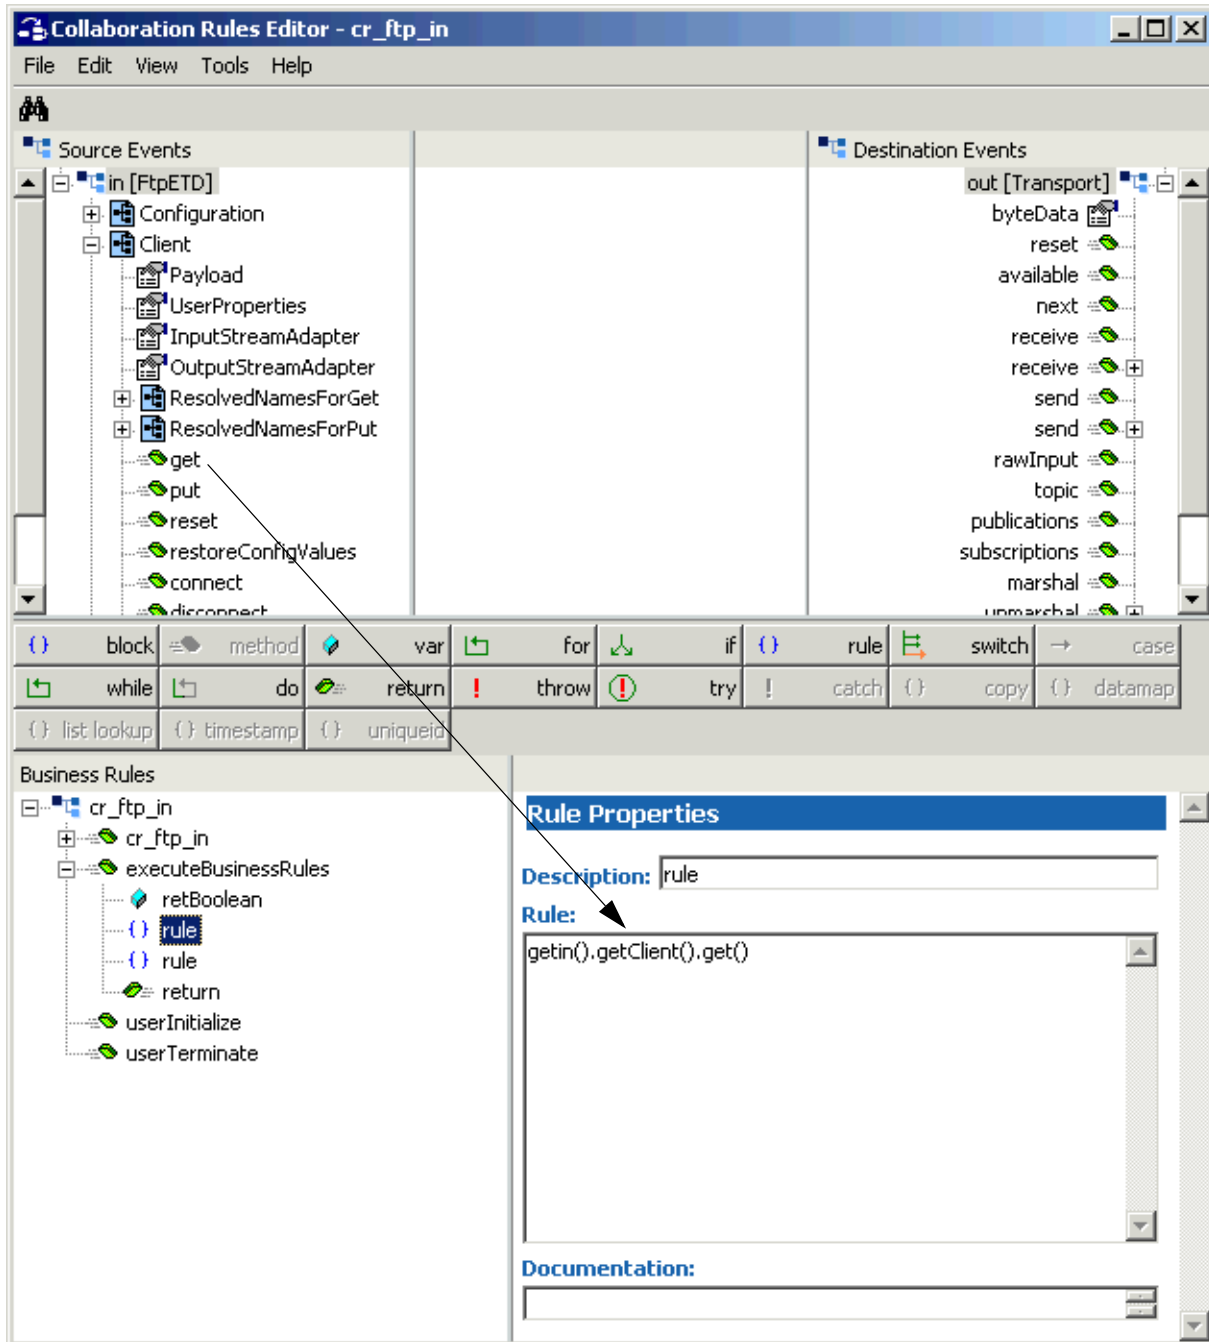 Collaboration Rules Editor - cr_ftp_in
File Edit View Tools Help
Source Events
Destination Events
in [FtpETD]
Configuration
Client
Payload
UserProperties
InputStreamAdapter
OutputStreamAdapter
ResolvedNamesForGet
ResolvedNamesForPut
get
put
reset
restoreConfigValues
connect
disconnect
out [Transport]
byteData
reset
available
next
receive
receive
send
send
rawInput
topic
publications
subscriptions
marshal
unmarshal
block method var for if rule switch case
while do return throw try catch copy datamap
list lookup timestamp uniqueid
Business Rules
cr_ftp_in
cr_ftp_in
executeBusinessRules
retBoolean
rule
rule
return
userInitialize
userTerminate
Rule Properties
Description: rule
Rule:
getin().getClient().get()
Documentation: